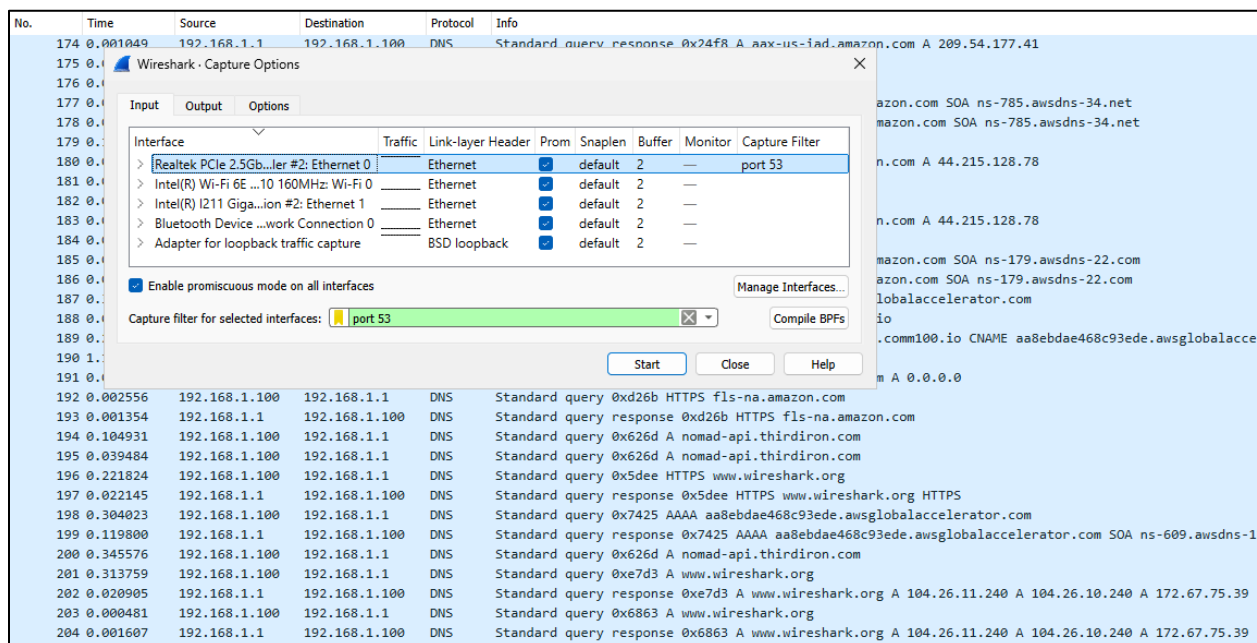 No. Time Source Destination Protocol Info
174 0.001049 192.168.1.1 192.168.1.100 DNS Standard query response 0x24f8 A aax-us-iad.amazon.com A 209.54.177.41
175 0.
176 0.
177 0. azon.com SOA ns-785.awsdns-34.net
178 0. mazon.com SOA ns-785.awsdns-34.net
179 0.
180 0. n.com A 44.215.128.78
181 0.
182 0.
183 0. n.com A 44.215.128.78
184 0.
185 0. mazon.com SOA ns-179.awsdns-22.com
186 0. azon.com SOA ns-179.awsdns-22.com
187 0. lobalaccelerator.com
188 0. io
189 0. .comm100.io CNAME aa8ebdae468c93ede.awsglobalacce
190 1.
191 0. m A 0.0.0.0
Wireshark · Capture Options
Input Output Options
Interface Traffic Link-layer Header Prom Snaplen Buffer Monitor Capture Filter
Realtek PCIe 2.5Gb...ler #2: Ethernet 0 Ethernet default 2 — port 53
Intel(R) Wi-Fi 6E ...10 160MHz: Wi-Fi 0 Ethernet default 2 —
Intel(R) I211 Giga...ion #2: Ethernet 1 Ethernet default 2 —
Bluetooth Device ...work Connection 0 Ethernet default 2 —
Adapter for loopback traffic capture BSD loopback default 2 —
Enable promiscuous mode on all interfaces Manage Interfaces...
Capture filter for selected interfaces: port 53 Compile BPFs
Start Close Help
192 0.002556 192.168.1.100 192.168.1.1 DNS Standard query 0xd26b HTTPS fls-na.amazon.com
193 0.001354 192.168.1.1 192.168.1.100 DNS Standard query response 0xd26b HTTPS fls-na.amazon.com
194 0.104931 192.168.1.100 192.168.1.1 DNS Standard query 0x626d A nomad-api.thirdiron.com
195 0.039484 192.168.1.100 192.168.1.1 DNS Standard query 0x626d A nomad-api.thirdiron.com
196 0.221824 192.168.1.100 192.168.1.1 DNS Standard query 0x5dee HTTPS www.wireshark.org
197 0.022145 192.168.1.1 192.168.1.100 DNS Standard query response 0x5dee HTTPS www.wireshark.org HTTPS
198 0.304023 192.168.1.100 192.168.1.1 DNS Standard query 0x7425 AAAA aa8ebdae468c93ede.awsglobalaccelerator.com
199 0.119800 192.168.1.1 192.168.1.100 DNS Standard query response 0x7425 AAAA aa8ebdae468c93ede.awsglobalaccelerator.com SOA ns-609.awsdns-1
200 0.345576 192.168.1.100 192.168.1.1 DNS Standard query 0x626d A nomad-api.thirdiron.com
201 0.313759 192.168.1.100 192.168.1.1 DNS Standard query 0xe7d3 A www.wireshark.org
202 0.020905 192.168.1.1 192.168.1.100 DNS Standard query response 0xe7d3 A www.wireshark.org A 104.26.11.240 A 104.26.10.240 A 172.67.75.39
203 0.000481 192.168.1.100 192.168.1.1 DNS Standard query 0x6863 A www.wireshark.org
204 0.001607 192.168.1.1 192.168.1.100 DNS Standard query response 0x6863 A www.wireshark.org A 104.26.11.240 A 104.26.10.240 A 172.67.75.39